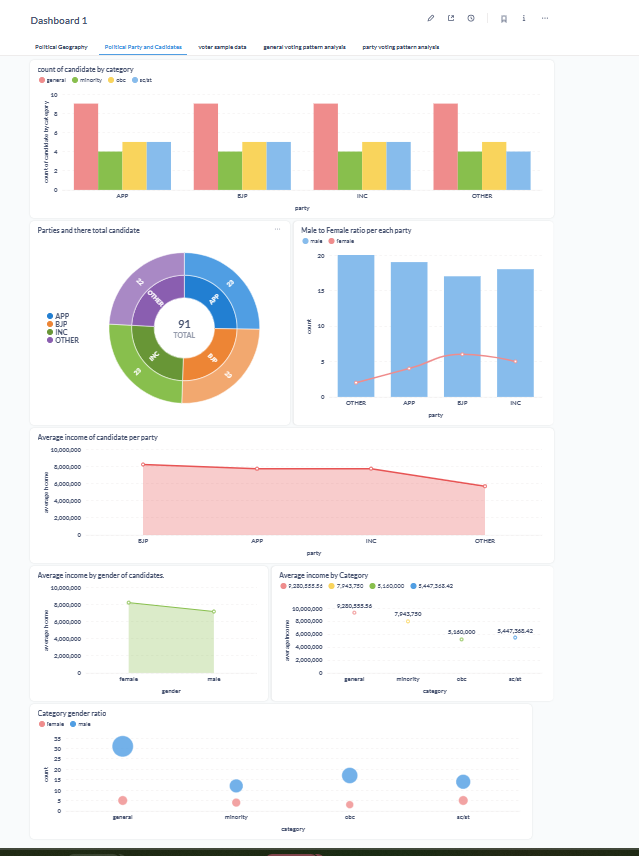 Dashboard 1
Political Geography Political Party and Cadidates voter sample data general voting pattern analysis party voting pattern analysis
count of candidate by category
general minority obc sc/st
count of candidate by category
10
8
6
4
2
0
APP BJP INC OTHER
party
Parties and there total candidate
APP
BJP
INC
OTHER
22 23
OTHER APP
91
TOTAL
INC BJP
23 23
Male to Female ratio per each party
male female
count
20
15
10
5
0
OTHER APP BJP INC
party
Average income of candidate per party
average income
10,000,000
8,000,000
6,000,000
4,000,000
2,000,000
0
BJP APP INC OTHER
party
Average income by gender of candidates.
average income
10,000,000
8,000,000
6,000,000
4,000,000
2,000,000
0
female male
gender
Average income by Category
9,280,555.56 7,943,750 5,160,000 5,447,368.42
average income
10,000,000
8,000,000
6,000,000
4,000,000
2,000,000
9,280,555.56
7,943,750
5,160,000
5,447,368.42
general minority obc sc/st
category
Category gender ratio
female male
count
35
30
25
20
15
10
5
0
general minority obc sc/st
category